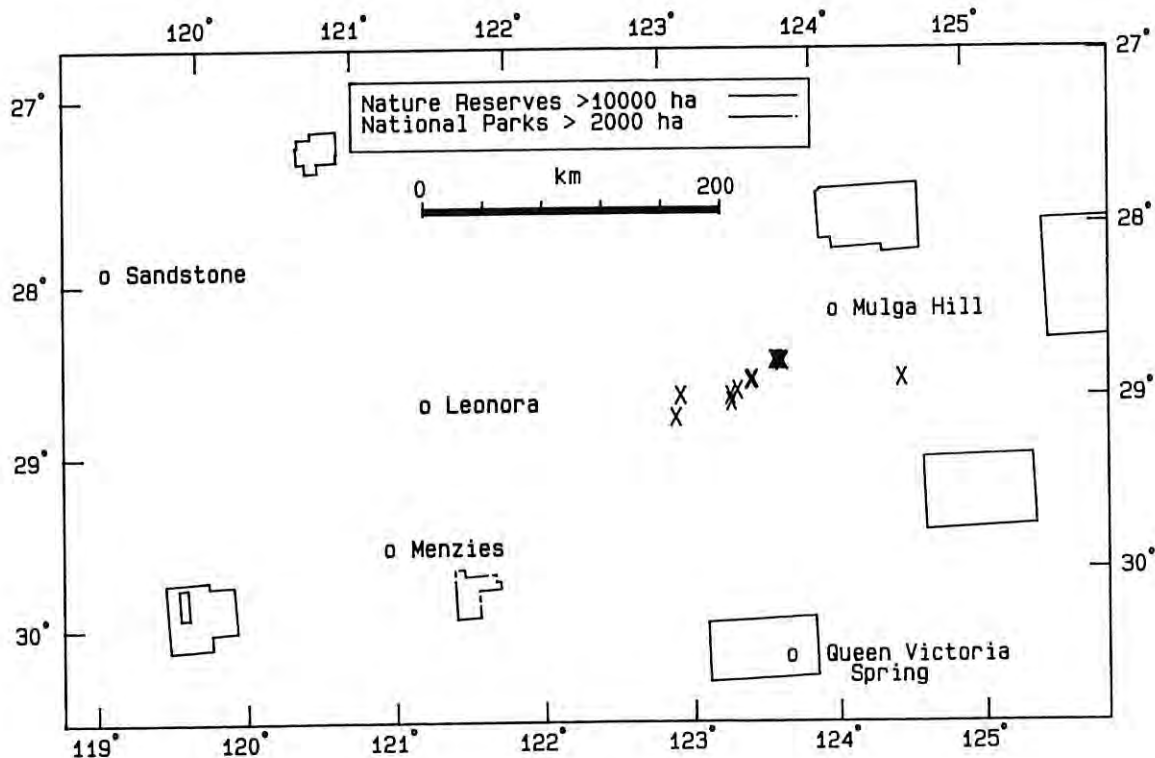 120° 121° 122° 123° 124° 125°
27°
27°
Nature Reserves >10000 ha
National Parks > 2000 ha
km
0 200
28°
28°
Sandstone
Mulga Hill
29°
Leonora
29°
Menzies
30°
30°
Queen Victoria
Spring
119° 120° 121° 122° 123° 124° 125°